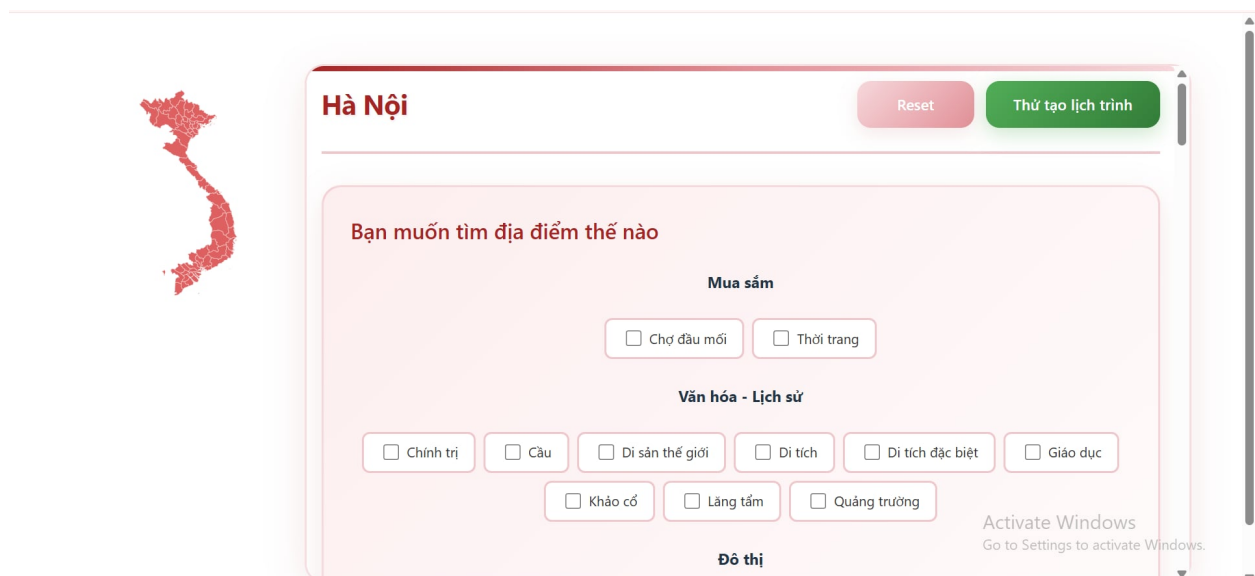 Hà Nội
Reset
Thử tạo lịch trình
Bạn muốn tìm địa điểm thế nào
Mua sắm
Chợ đầu mối
Thời trang
Văn hóa - Lịch sử
Chính trị
Cầu
Di sản thế giới
Di tích
Di tích đặc biệt
Giáo dục
Khảo cổ
Lăng tẩm
Quảng trường
Activate Windows
Go to Settings to activate Windows.
Đô thị